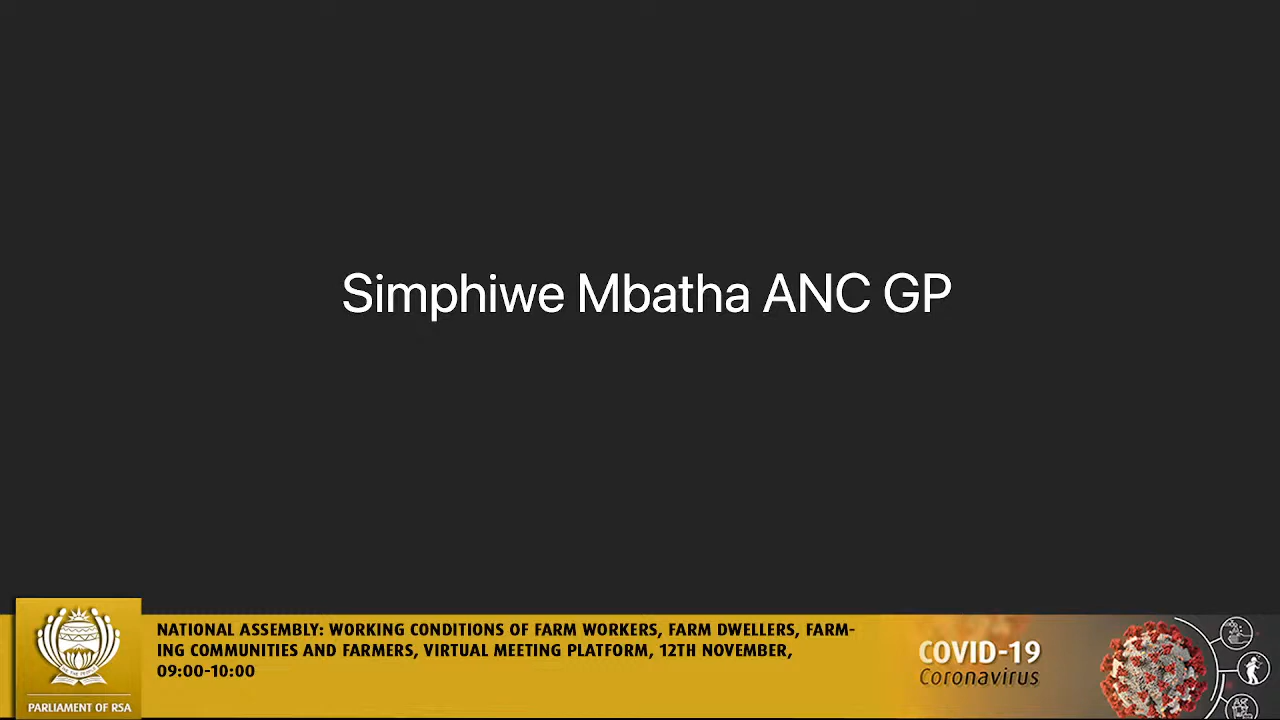 Simphiwe Mbatha ANC GP
NATIONAL ASSEMBLY: WORKING CONDITIONS OF FARM WORKERS, FARM DWELLERS, FARM-
ING COMMUNITIES AND FARMERS, VIRTUAL MEETING PLATFORM, 12TH NOVEMBER,
09:00-10:00
COVID-19
Coronavirus
PARLIAMENT OF RSA